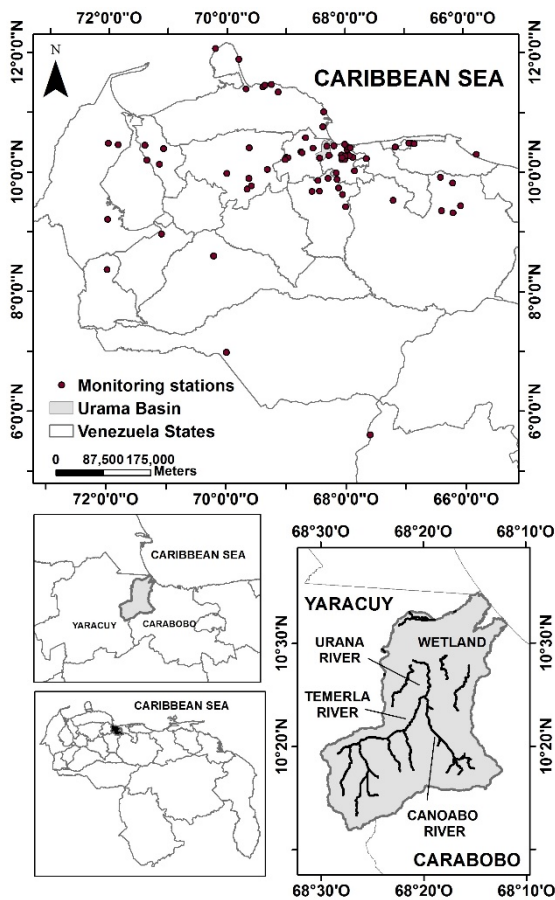 72°0'0"O 70°0'0"O 68°0'0"O 66°0'0"O
12°0'0"N
12°0'0"N
N
CARIBBEAN SEA
10°0'0"N
10°0'0"N
8°0'0"N
8°0'0"N
6°0'0"N
6°0'0"N
Monitoring stations
Urama Basin
Venezuela States
0 87,500 175,000
Meters
72°0'0"O 70°0'0"O 68°0'0"O 66°0'0"O
CARIBBEAN SEA
YARACUY
CARABOBO
CARIBBEAN SEA
68°30'O 68°20'O 68°10'O
YARACUY
10°30'N
10°30'N
URANA
RIVER
WETLAND
TEMERLA
RIVER
10°20'N
10°20'N
CANOABO
RIVER
CARABOBO
68°30'O 68°20'O 68°10'O